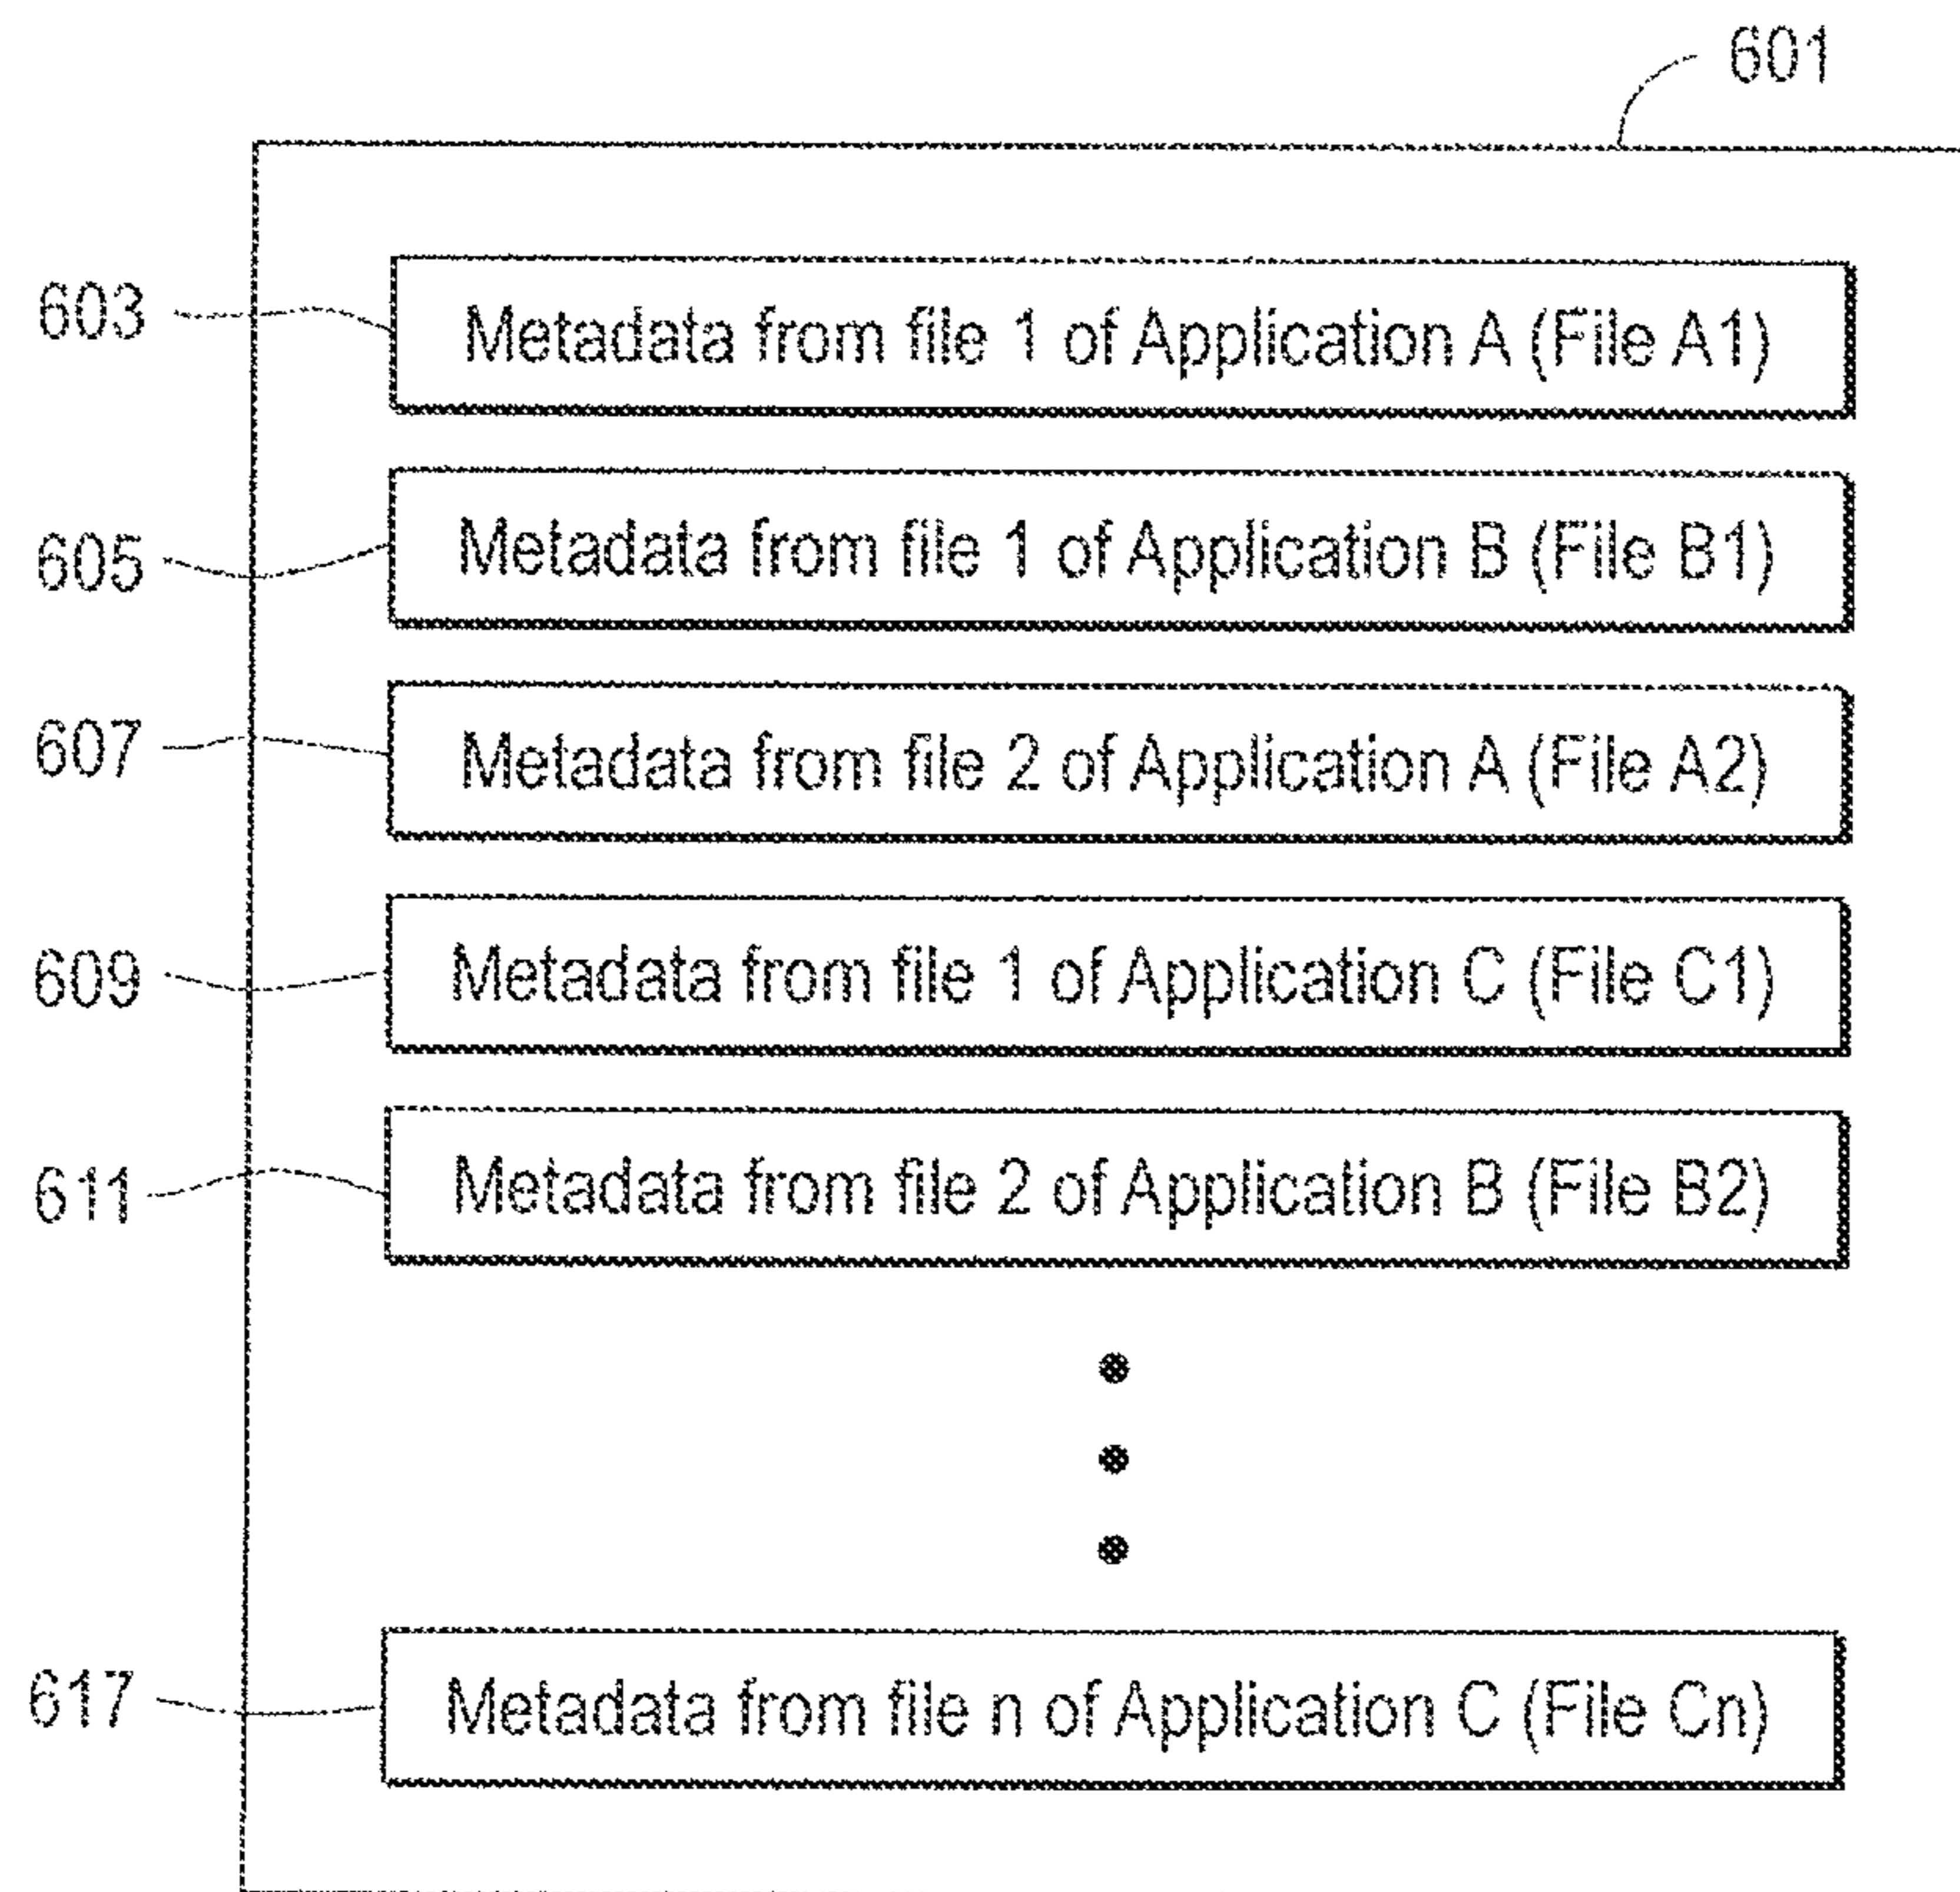 601
603 Metadata from file 1 of Application A (File A1)
605 Metadata from file 1 of Application B (File B1)
607 Metadata from file 2 of Application A (File A2)
609 Metadata from file 1 of Application C (File C1)
611 Metadata from file 2 of Application B (File B2)
617 Metadata from file n of Application C (File Cn)